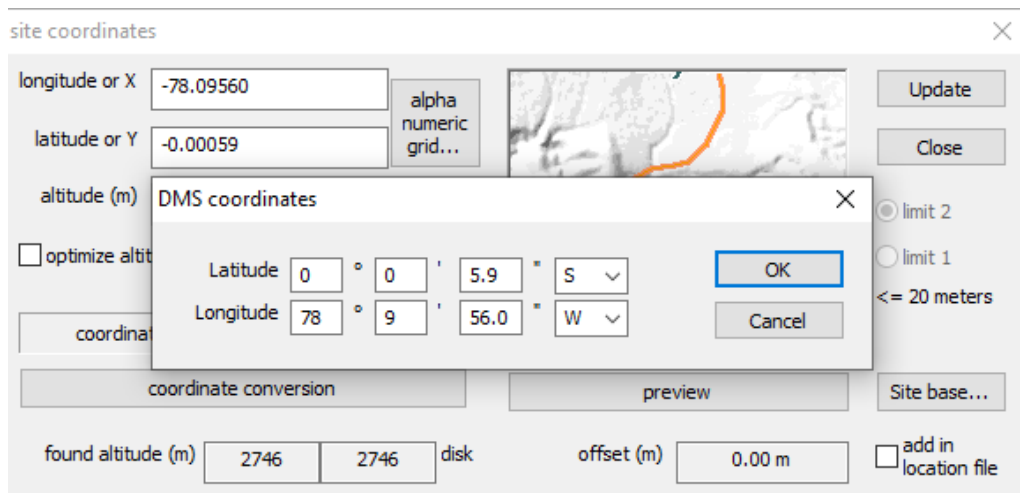 site coordinates
longitude or X -78.09560
alpha numeric grid...
Update
latitude or Y -0.00059
Close
altitude (m)
DMS coordinates
limit 2
optimize altit
Latitude 0 ° 0 ' 5.9 " S
OK
limit 1
Longitude 78 ° 9 ' 56.0 " W
Cancel
<= 20 meters
coordinat
coordinate conversion
preview
Site base...
found altitude (m) 2746 2746 disk
offset (m) 0.00 m
add in location file